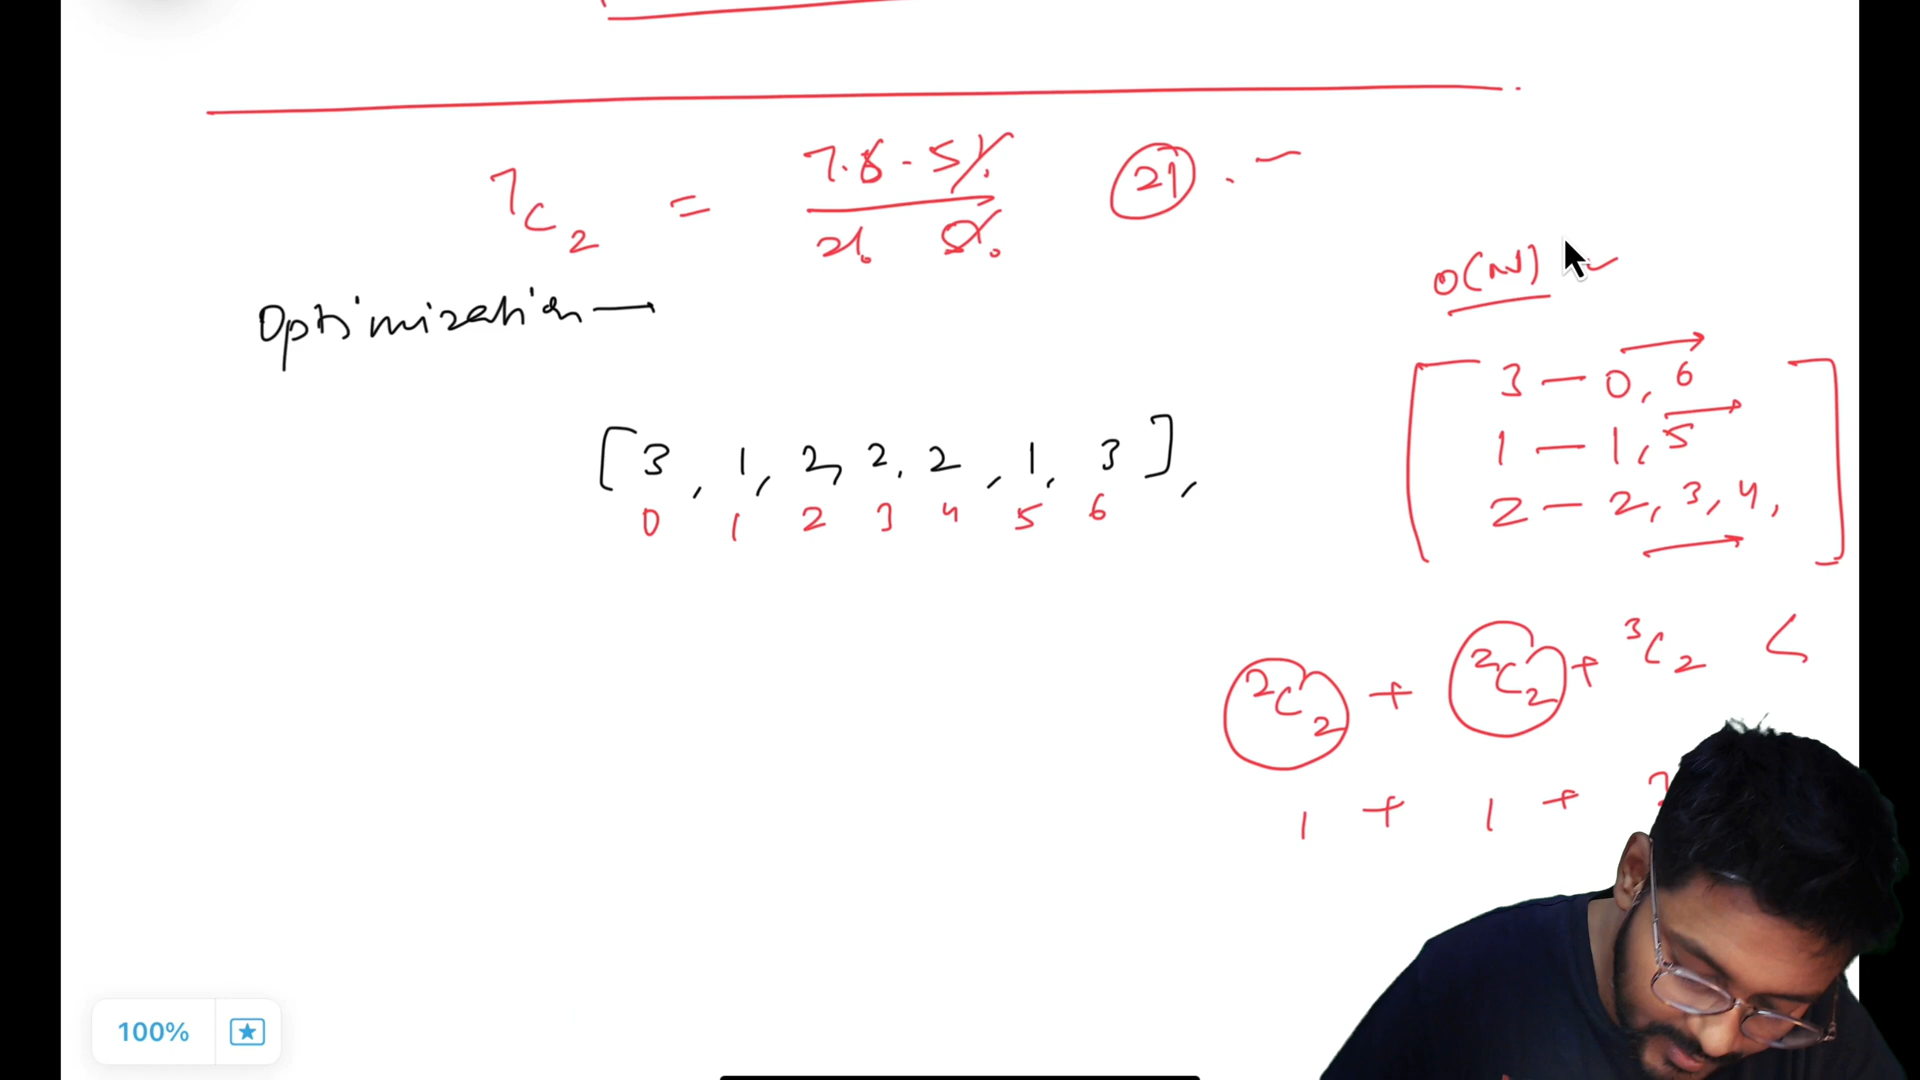 7C2 = 7.6.5! / 2! 5! 21.
O(N)
Optimization →
3 — 0, 6
1 — 1, 5
2 — 2, 3, 4,
[3, 1, 2, 2, 2, 1, 3],
0 1 2 3 4 5 6
2C2 + 2C2 + 3C2 <
1 + 1 +
100%